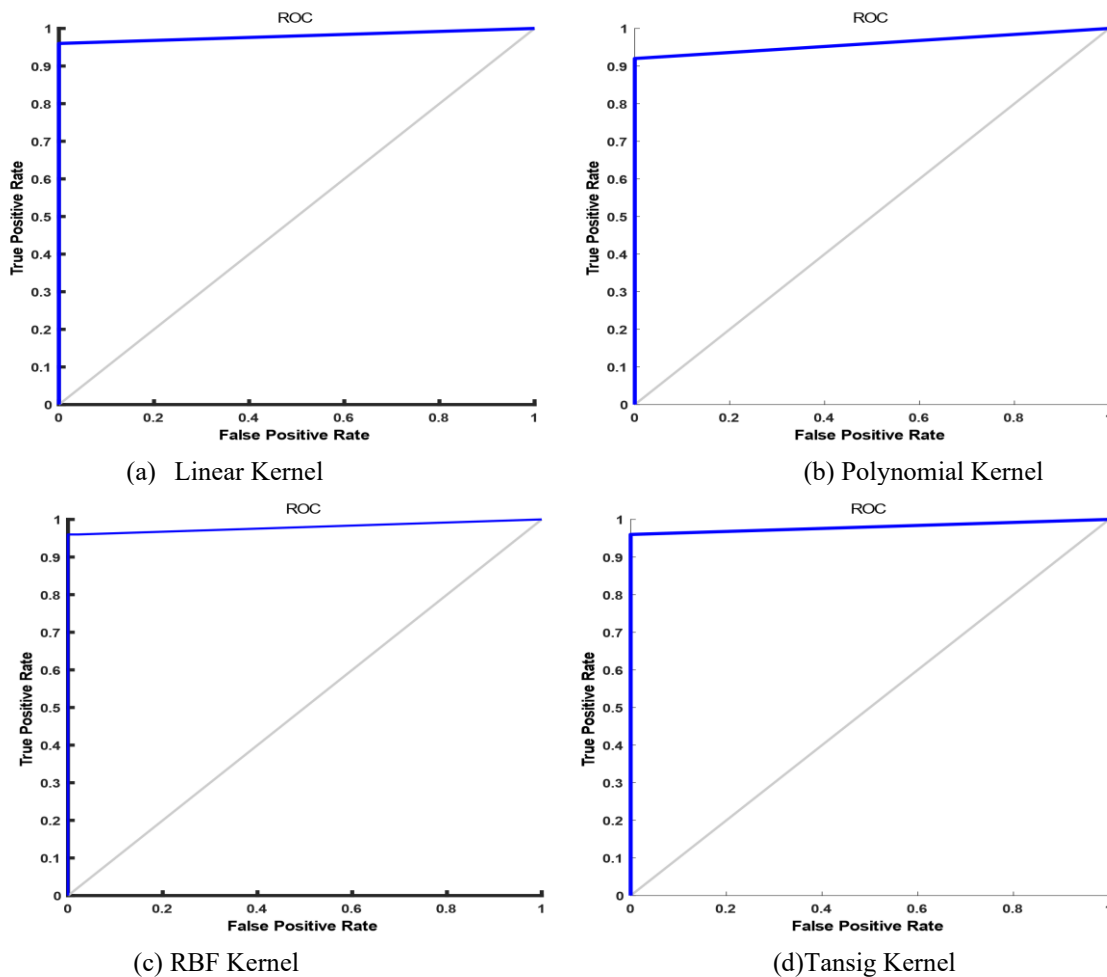 ROC
1
0.9
0.8
0.7
0.6
0.5
0.4
0.3
0.2
0.1
0
True Positive Rate
0 0.2 0.4 0.6 0.8 1
False Positive Rate
(a) Linear Kernel
ROC
1
0.9
0.8
0.7
0.6
0.5
0.4
0.3
0.2
0.1
0
True Positive Rate
0 0.2 0.4 0.6 0.8 1
False Positive Rate
(b) Polynomial Kernel
ROC
1
0.9
0.8
0.7
0.6
0.5
0.4
0.3
0.2
0.1
0
True Positive Rate
0 0.2 0.4 0.6 0.8 1
False Positive Rate
(c) RBF Kernel
ROC
1
0.9
0.8
0.7
0.6
0.5
0.4
0.3
0.2
0.1
0
True Positive Rate
0 0.2 0.4 0.6 0.8 1
False Positive Rate
(d)Tansig Kernel